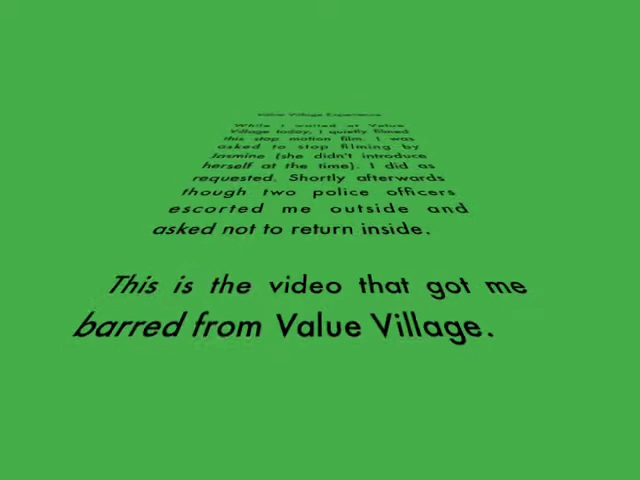 Value Village Experience
While I waited at Value
Village today, I quietly filmed
this stop motion film. I was
asked to stop filming by
Jasmine (she didn't introduce
herself at the time). I did as
requested. Shortly afterwards
though two police officers
escorted me outside and
asked not to return inside.
This is the video that got me
barred from Value Village.